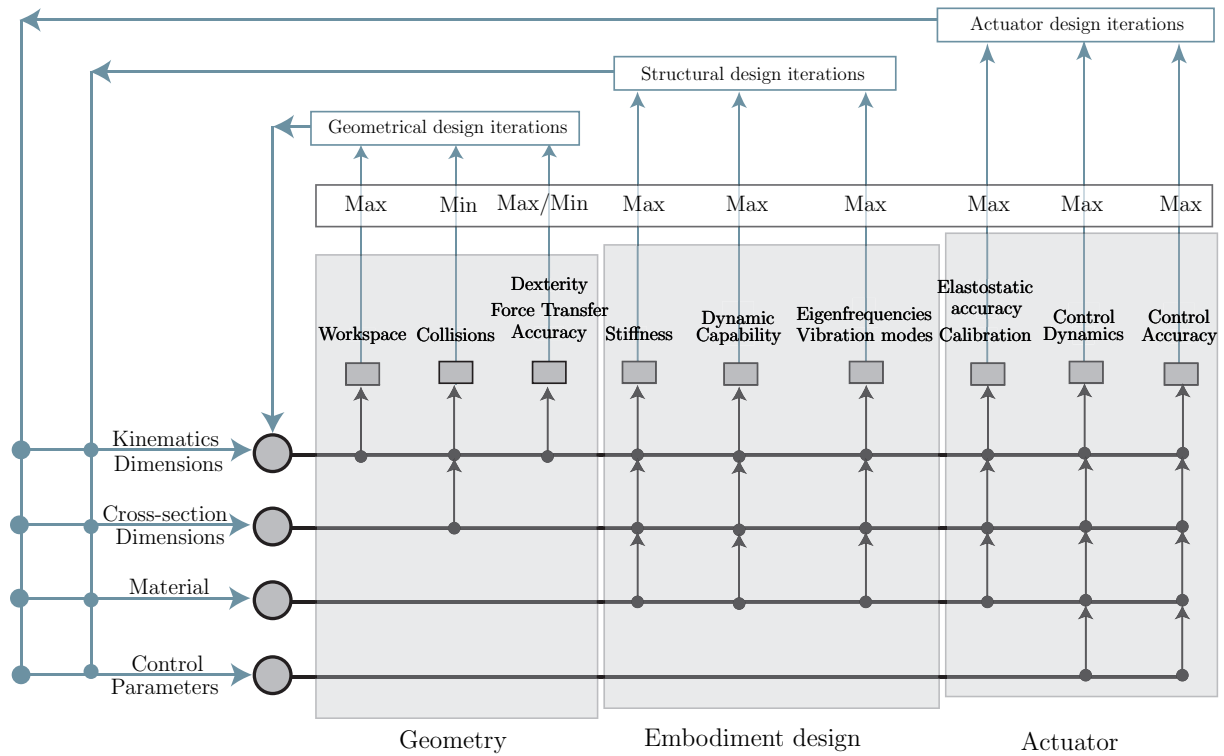 Actuator design iterations
Structural design iterations
Geometrical design iterations
Max
Min
Max/Min
Max
Max
Max
Max
Max
Max
Workspace
Collisions
Dexterity
Force Transfer
Accuracy
Stiffness
Dynamic
Capability
Eigenfrequencies
Vibration modes
Elastostatic
accuracy
Calibration
Control
Dynamics
Control
Accuracy
Kinematics
Dimensions
Cross-section
Dimensions
Material
Control
Parameters
Geometry
Embodiment design
Actuator